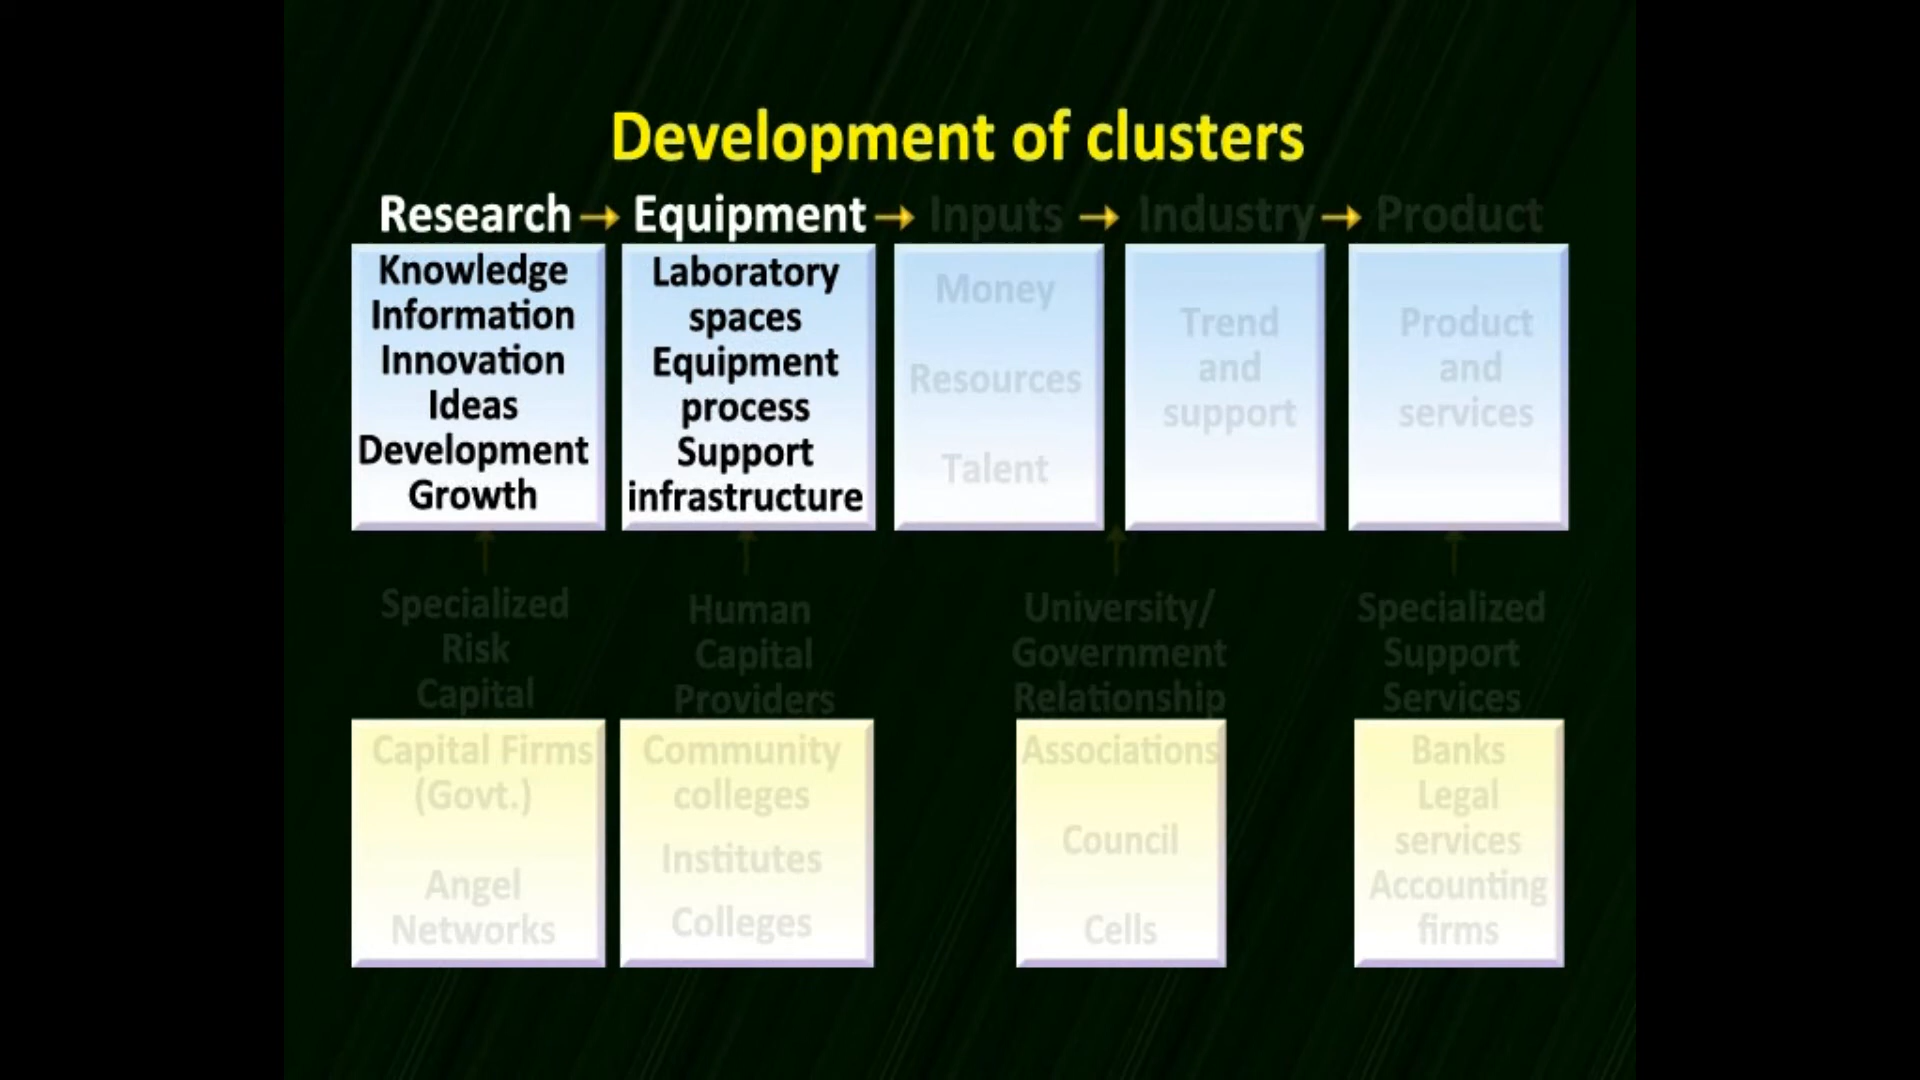 Development of clusters
Research → Equipment → Inputs → Industry → Product
Knowledge
Information
Innovation
Ideas
Development
Growth
Laboratory
spaces
Equipment
process
Support
infrastructure
Money
Resources
Talent
Trend
and
support
Product
and
services
Specialized
Risk
Capital
Human
Capital
Providers
University/
Government
Relationship
Specialized
Support
Services
Capital Firms
(Govt.)
Angel
Networks
Community
colleges
Institutes
Colleges
Associations
Council
Cells
Banks
Legal
services
Accounting
firms